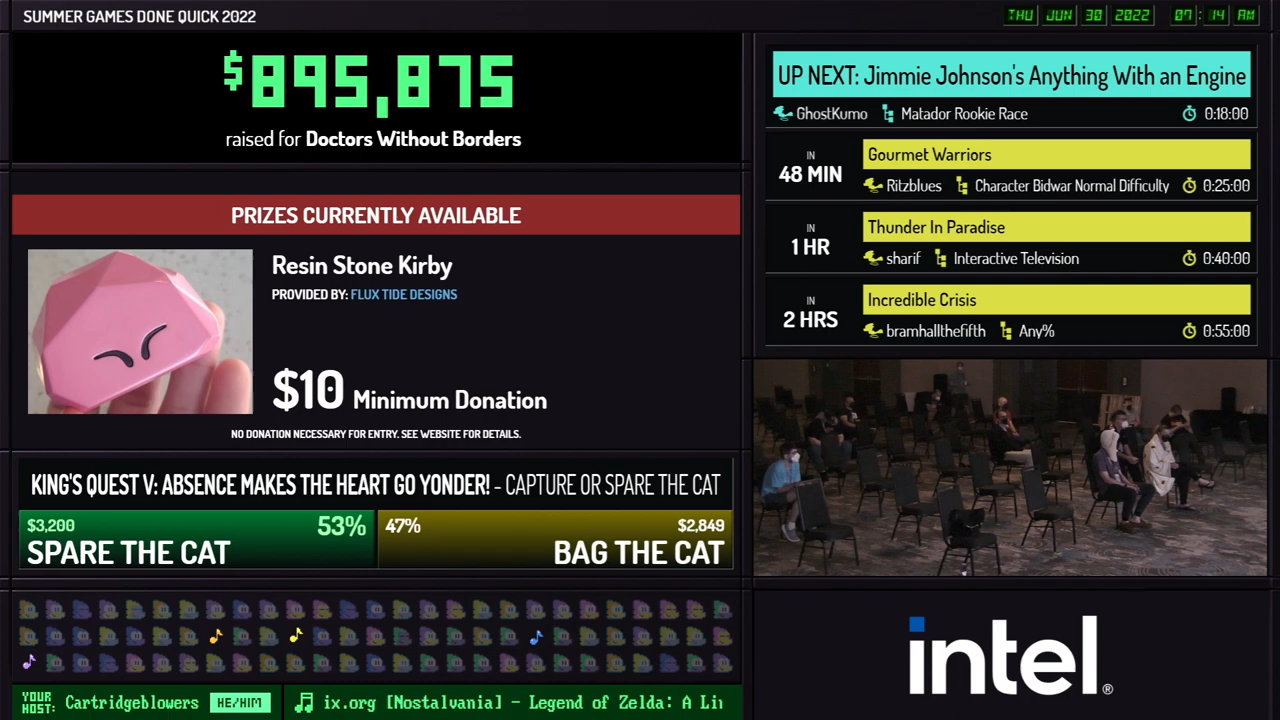 SUMMER GAMES DONE QUICK 2022
THU JUN 30 2022 07:14 AM
$895,875
raised for Doctors Without Borders
PRIZES CURRENTLY AVAILABLE
Resin Stone Kirby
PROVIDED BY: FLUX TIDE DESIGNS
$10 Minimum Donation
NO DONATION NECESSARY FOR ENTRY. SEE WEBSITE FOR DETAILS.
KING'S QUEST V: ABSENCE MAKES THE HEART GO YONDER! - CAPTURE OR SPARE THE CAT
$3,200 53%
SPARE THE CAT
47% $2,849
BAG THE CAT
YOUR HOST: Cartridgeblowers HE/HIM
ix.org [Nostalvania] - Legend of Zelda: A Lin
UP NEXT: Jimmie Johnson's Anything With an Engine
GhostKumo Matador Rookie Race 0:18:00
IN 48 MIN
Gourmet Warriors
Ritzblues Character Bidwar Normal Difficulty 0:25:00
IN 1 HR
Thunder In Paradise
sharif Interactive Television 0:40:00
IN 2 HRS
Incredible Crisis
bramhallthefifth Any% 0:55:00
intel®